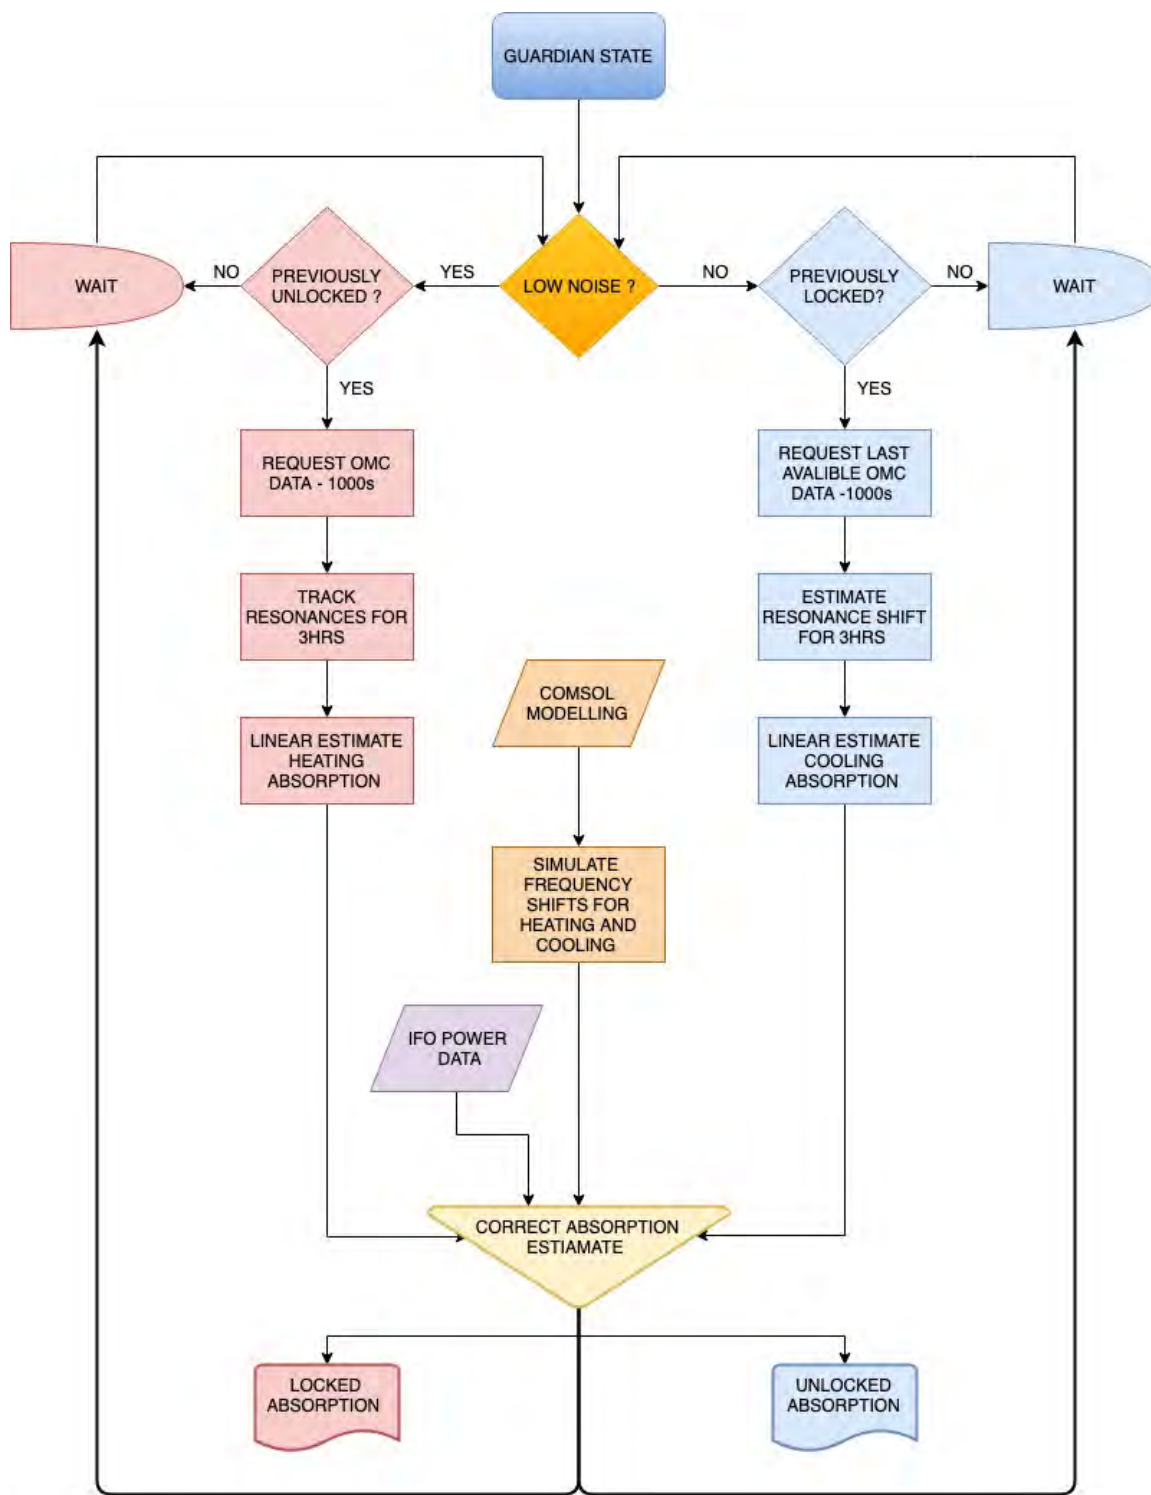 GUARDIAN STATE
WAIT
NO
PREVIOUSLY
UNLOCKED ?
YES
LOW NOISE ?
NO
PREVIOUSLY
LOCKED?
NO
WAIT
YES
YES
REQUEST OMC
DATA - 1000s
REQUEST LAST
AVALIBLE OMC
DATA -1000s
TRACK
RESONANCES FOR
3HRS
ESTIMATE
RESONANCE SHIFT
FOR 3HRS
COMSOL
MODELLING
LINEAR ESTIMATE
HEATING
ABSORPTION
LINEAR ESTIMATE
COOLING
ABSORPTION
SIMULATE
FREQUENCY
SHIFTS FOR
HEATING AND
COOLING
IFO POWER
DATA
CORRECT ABSORPTION
ESTIAMATE
LOCKED
ABSORPTION
UNLOCKED
ABSORPTION